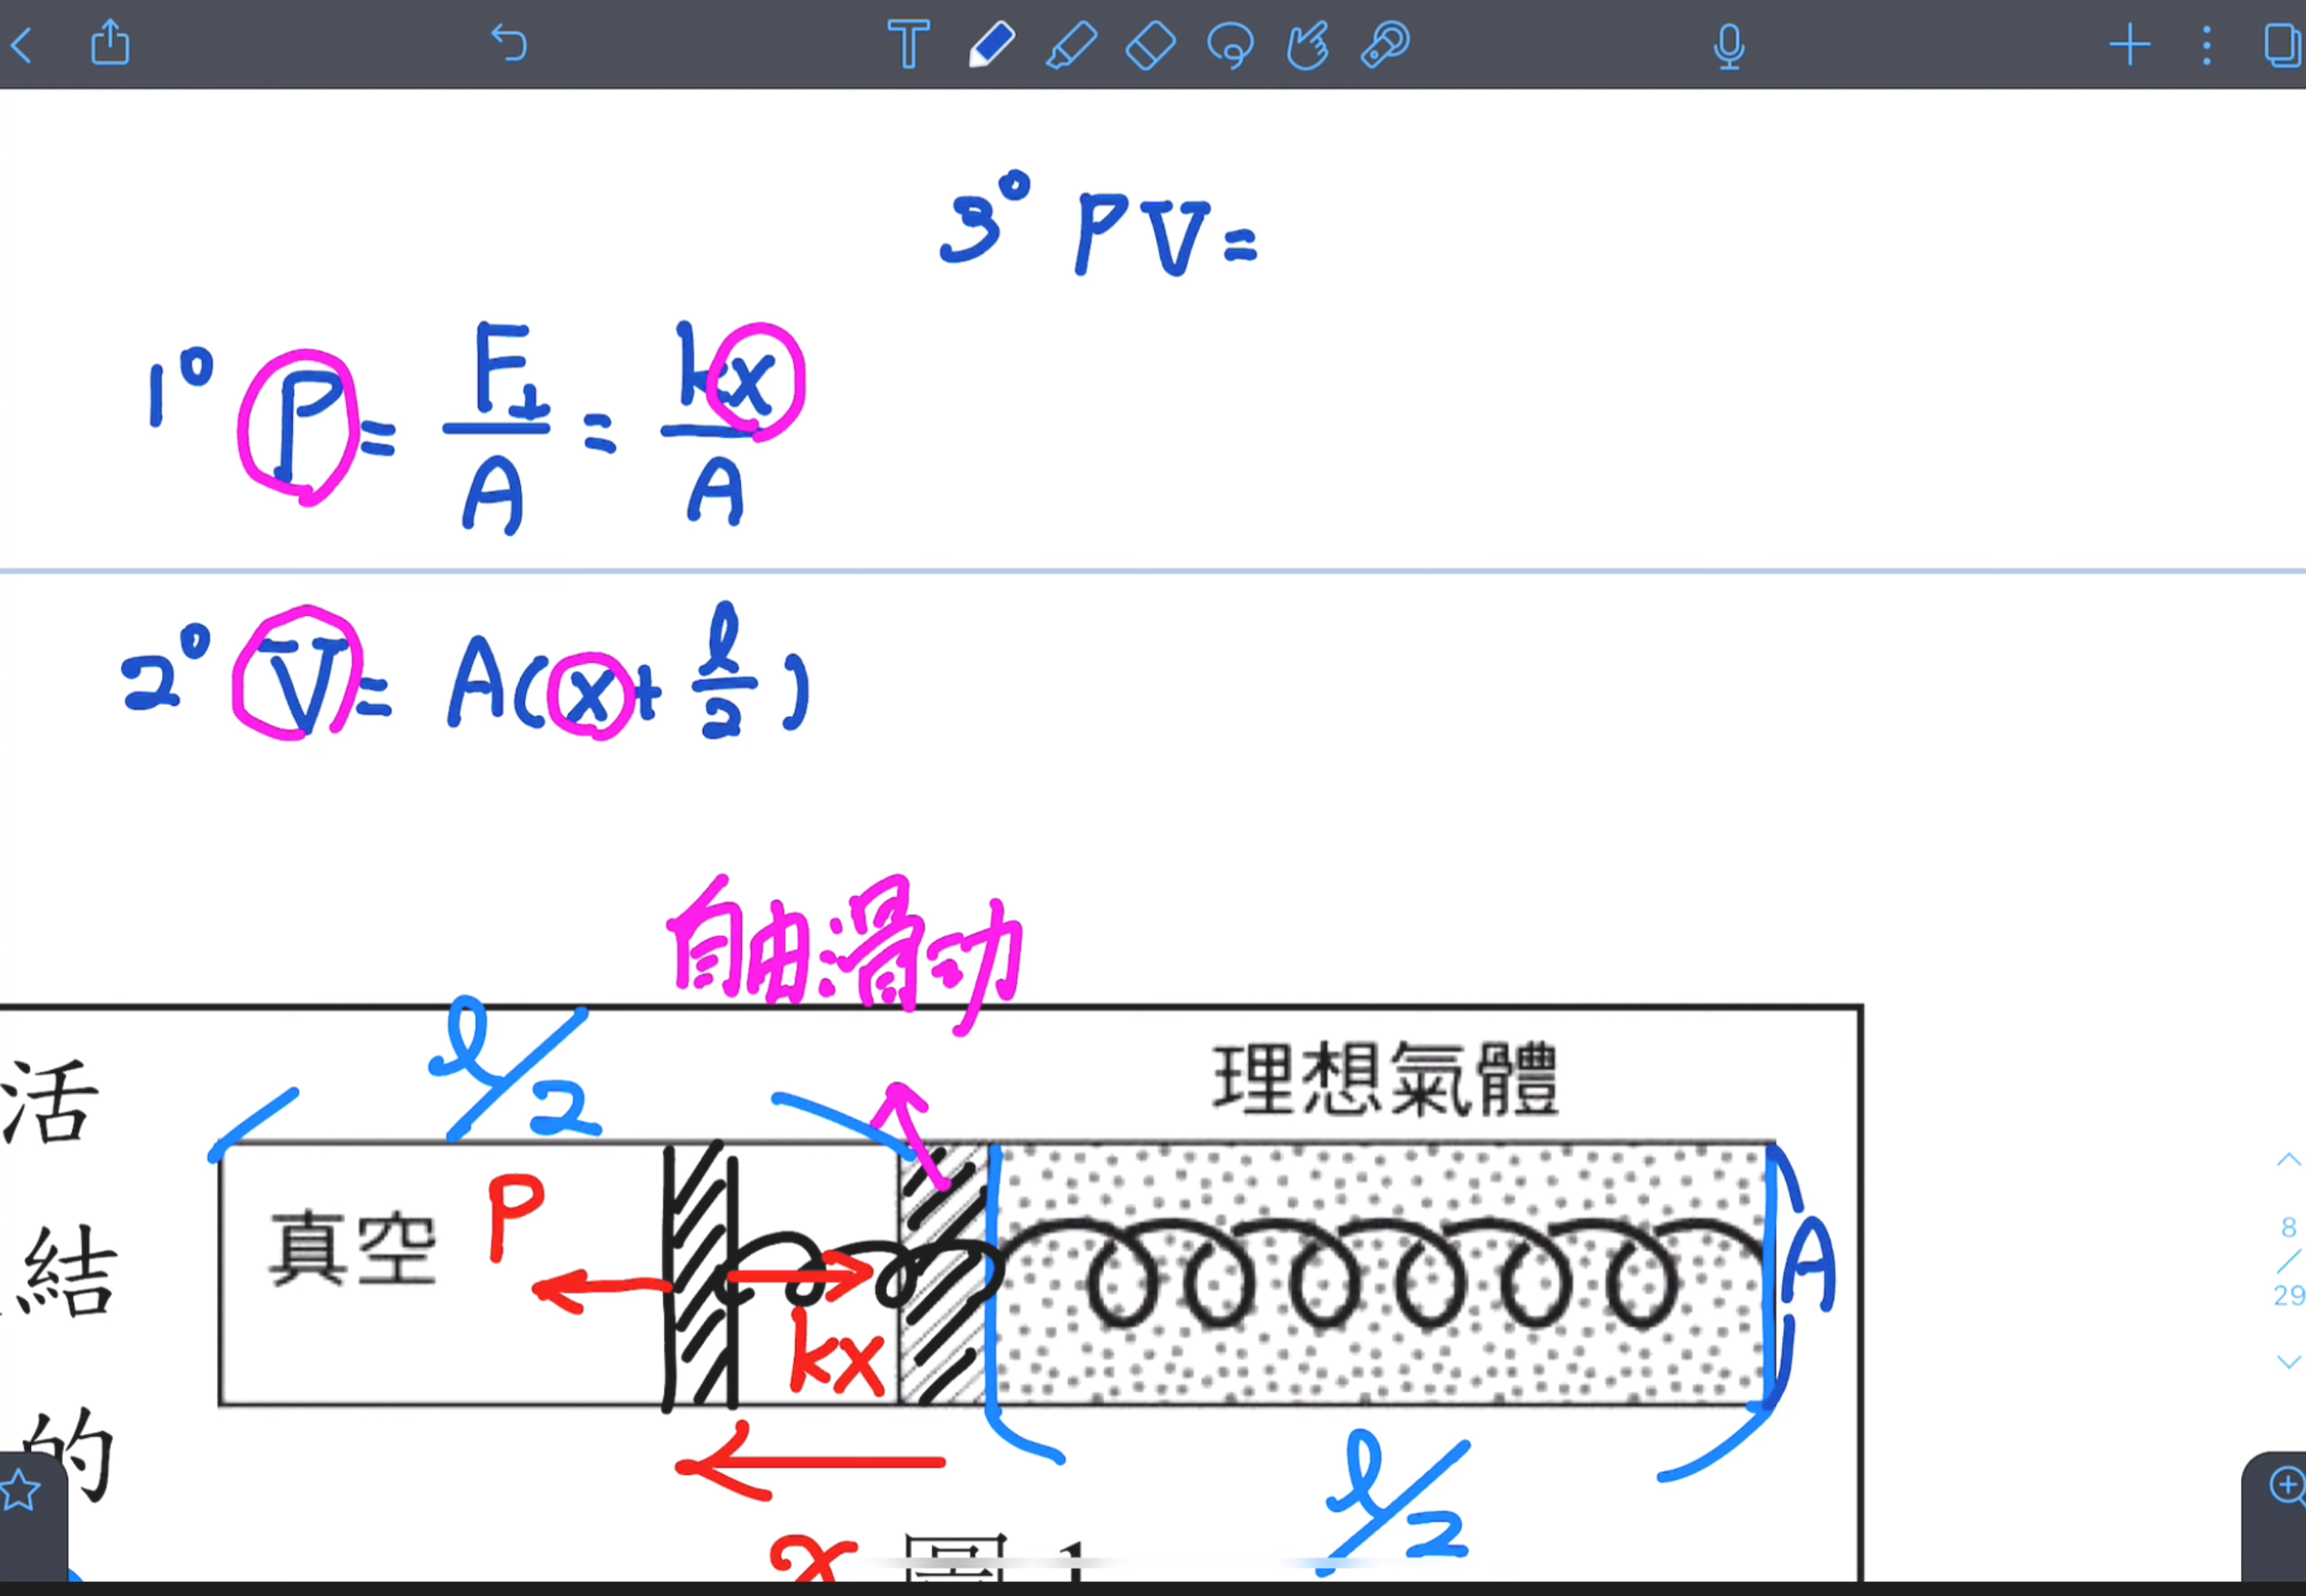 3° PV=
1° P = F⊥/A = kx/A
2° V = A(x + ℓ/2)
自由滑動
ℓ/2
理想氣體
活
P
真空
A
結
kx
8
/
29
的
ℓ/2
x
圖 1